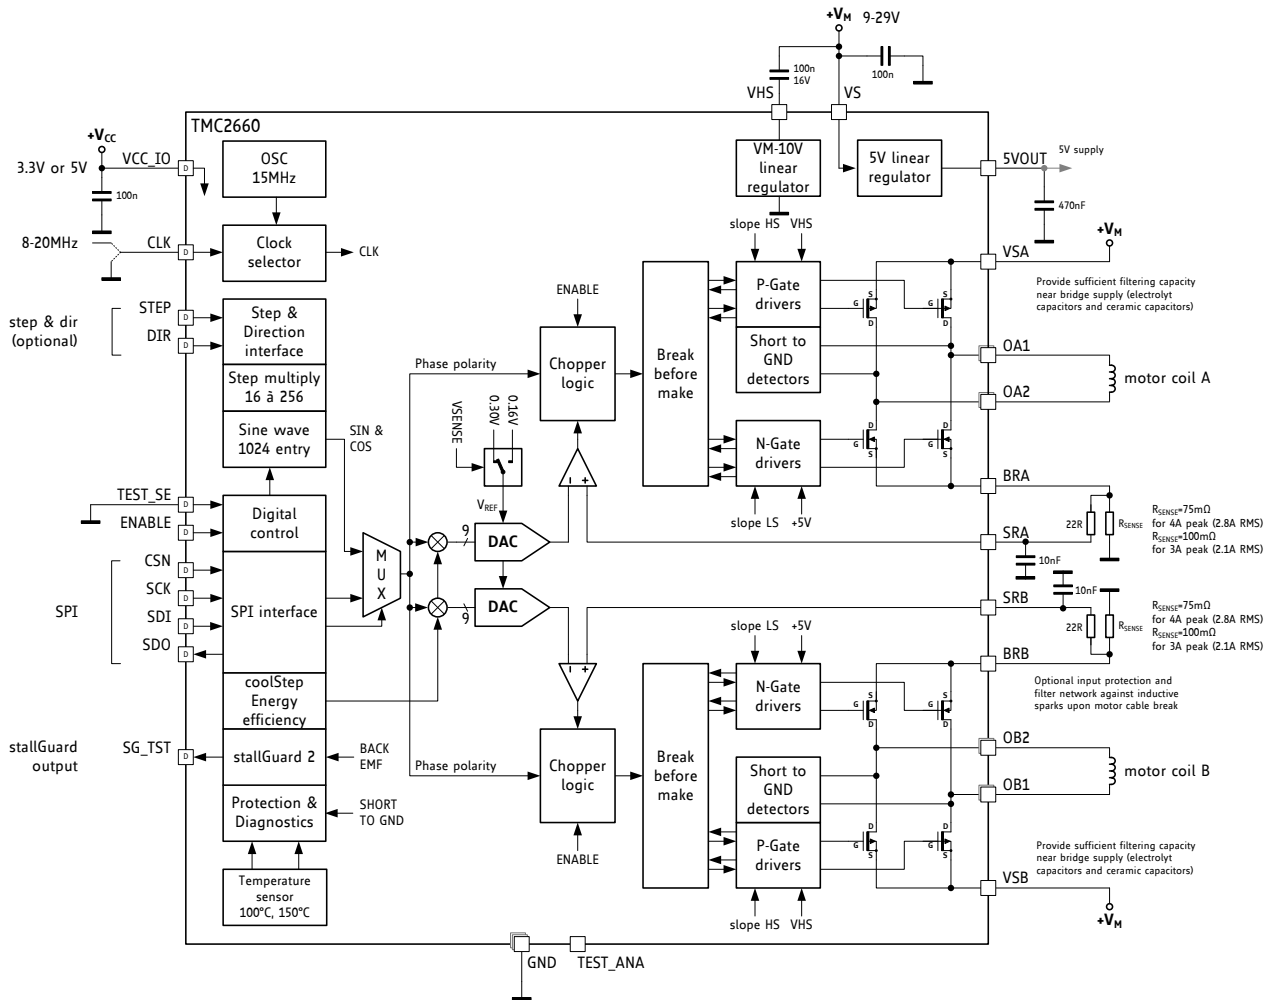 +VM 9-29V
100n
16V
100n
VHS
VS
TMC2660
+VCC
3.3V or 5V
VCC_IO
D
100n
OSC
15MHz
VM-10V
linear
regulator
5V linear
regulator
5VOUT
5V supply
470nF
8-20MHz
CLK
D
Clock
selector
CLK
slope HS
VHS
+VM
VSA
step & dir
(optional)
STEP
D
DIR
D
Step &
Direction
interface
Step multiply
16 à 256
Sine wave
1024 entry
SIN &
COS
ENABLE
Phase polarity
Chopper
logic
Break
before
make
P-Gate
drivers
Short to
GND
detectors
N-Gate
drivers
slope LS
+5V
S
G
D
S
G
D
D
G
S
D
G
S
Provide sufficient filtering capacity
near bridge supply (electrolyt
capacitors and ceramic capacitors)
OA1
OA2
motor coil A
VSENSE
0.30V
0.16V
VREF
BRA
TEST_SE
D
ENABLE
D
Digital
control
SPI
CSN
D
SCK
D
SDI
D
SDO
D
SPI interface
M
U
X
9
DAC
9
DAC
−
+
−
+
SRA
22R
RSENSE
RSENSE=75mΩ
for 4A peak (2.8A RMS)
RSENSE=100mΩ
for 3A peak (2.1A RMS)
10nF
10nF
SRB
22R
RSENSE
RSENSE=75mΩ
for 4A peak (2.8A RMS)
RSENSE=100mΩ
for 3A peak (2.1A RMS)
BRB
Optional input protection and
filter network against inductive
sparks upon motor cable break
coolStep
Energy
efficiency
stallGuard
output
SG_TST
D
stallGuard 2
BACK
EMF
Protection &
Diagnostics
SHORT
TO GND
Temperature
sensor
100°C, 150°C
Phase polarity
Chopper
logic
ENABLE
Break
before
make
slope LS
+5V
N-Gate
drivers
Short to
GND
detectors
P-Gate
drivers
slope HS
VHS
S
G
D
S
G
D
D
G
S
D
G
S
OB2
OB1
motor coil B
Provide sufficient filtering capacity
near bridge supply (electrolyt
capacitors and ceramic capacitors)
VSB
+VM
GND
TEST_ANA